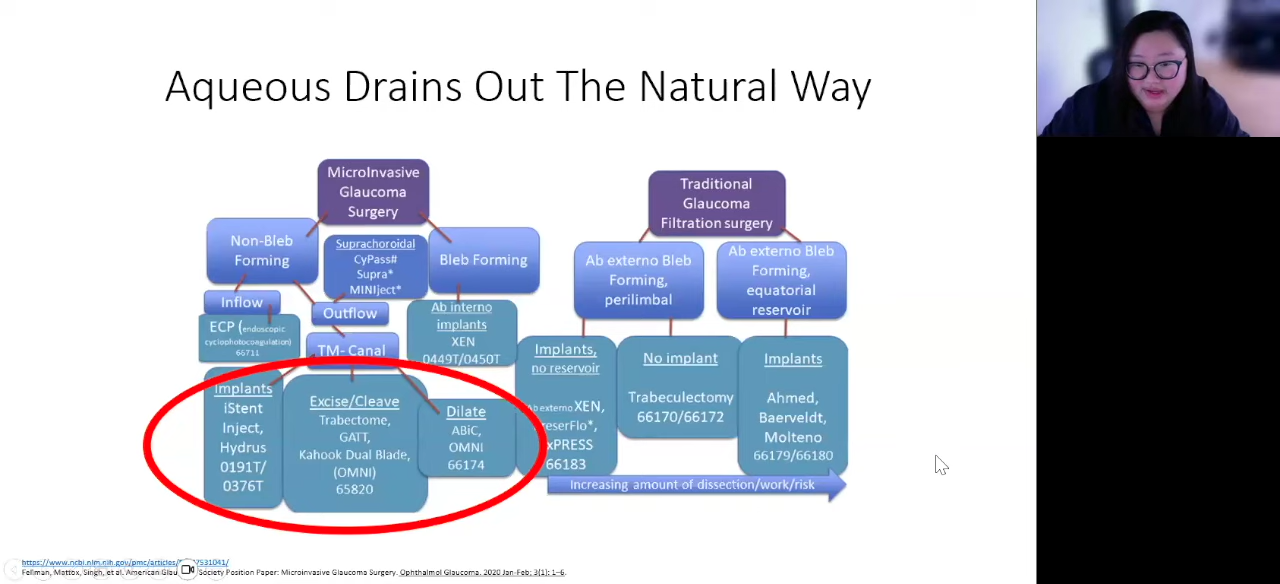 Aqueous Drains Out The Natural Way
MicroInvasive
Glaucoma
Surgery
Traditional
Glaucoma
Filtration surgery
Non-Bleb
Forming
Suprachoroidal
CyPass#
Supra*
MINIject*
Bleb Forming
Ab externo Bleb
Forming,
perilimbal
Ab externo Bleb
Forming,
equatorial
reservoir
Inflow
Outflow
ECP (endoscopic
cyclophotocoagulation)
66711
TM- Canal
Ab interno
implants
XEN
0449T/0450T
Implants
iStent
Inject,
Hydrus
0191T/
0376T
Excise/Cleave
Trabectome,
GATT,
Kahook Dual Blade,
(OMNI)
65820
Dilate
ABiC,
OMNI
66174
Implants,
no reservoir
Ab externo XEN,
66183
No implant
Trabeculectomy
66170/66172
Implants
Ahmed,
Baerveldt,
Molteno
66179/66180
Increasing amount of dissection/work/risk
https://www.ncbi.nlm.nih.gov/pmc/articles/ 7531041/
Fellman, Mattox, Singh, et al. American Society Position Paper: Microinvasive Glaucoma Surgery. Ophthalmol Glaucoma. 2020 Jan-Feb; 3(1): 1–6.